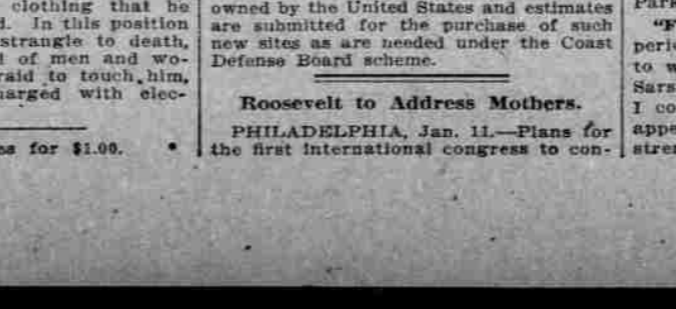 clothing that he
d. In this position
strangle to death,
of men and wo-
raid to touch him,
harged with elec-
for $1.00.
owned by the United States and estimates
are submitted for the purchase of such
new sites as are needed under the Coast
Defense Board scheme.
Roosevelt to Address Mothers.
PHILADELPHIA, Jan. 11.—Plans for
the first international congress to con-
Park
"F
peri
to w
Sars
I co
appe
stre